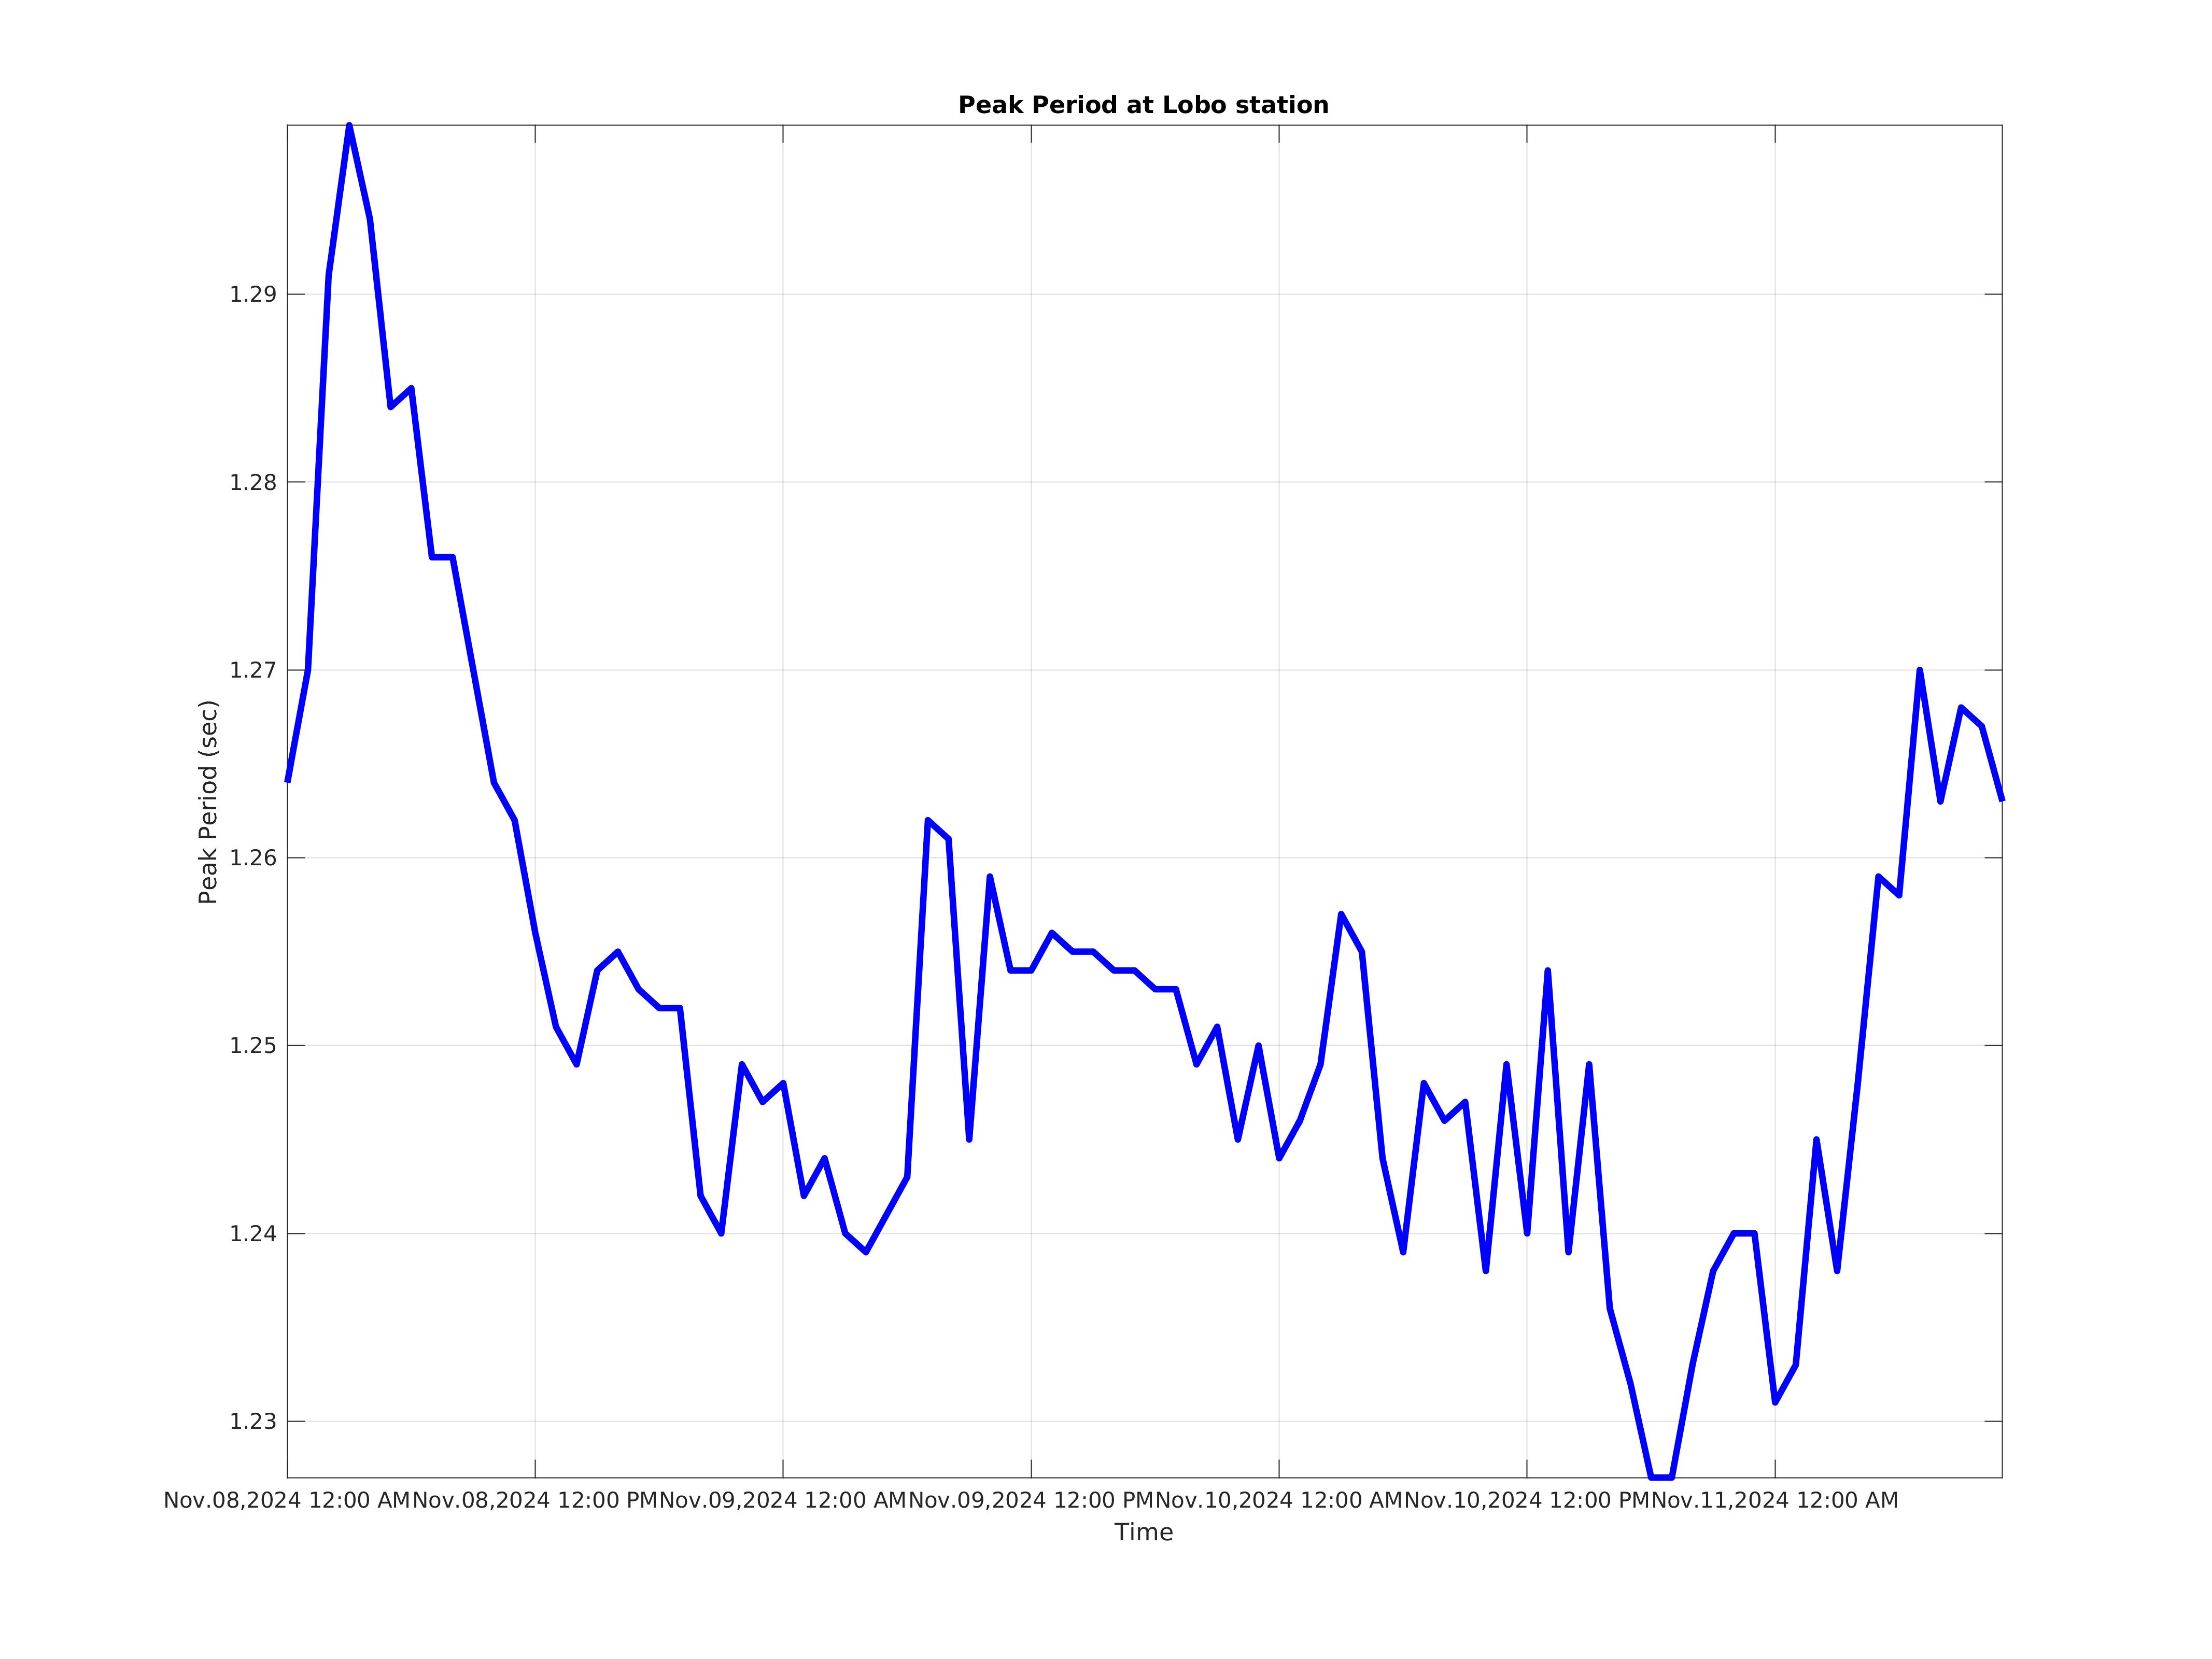 Peak Period at Lobo station
Peak Period (sec)
1.29
1.28
1.27
1.26
1.25
1.24
1.23
Nov.08,2024 12:00 AM
Nov.08,2024 12:00 PM
Nov.09,2024 12:00 AM
Nov.09,2024 12:00 PM
Nov.10,2024 12:00 AM
Nov.10,2024 12:00 PM
Nov.11,2024 12:00 AM
Time